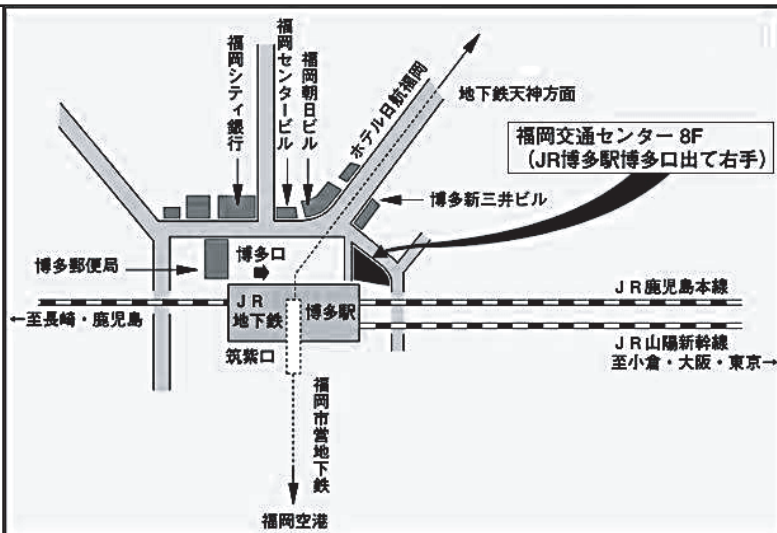 福岡シティ銀行
福岡センタービル
福岡朝日ビル
ホテル日航福岡
地下鉄天神方面
福岡交通センター 8F
（JR博多駅博多口出て右手）
博多新三井ビル
博多郵便局
博多口
JR鹿児島本線
JR
地下鉄
博多駅
←至長崎・鹿児島
筑紫口
JR山陽新幹線
至小倉・大阪・東京→
福岡市営地下鉄
福岡空港